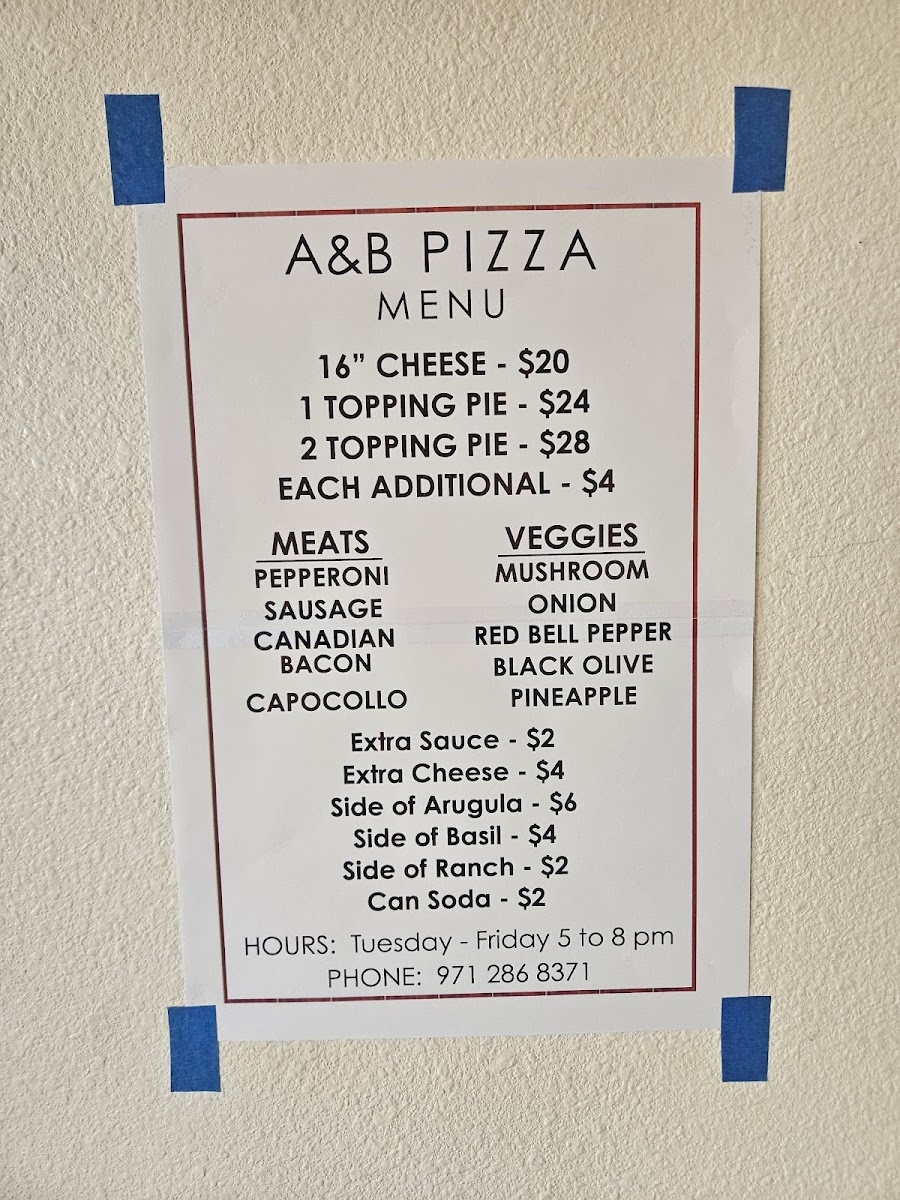 A&B PIZZA
MENU
16” CHEESE - $20
1 TOPPING PIE - $24
2 TOPPING PIE - $28
EACH ADDITIONAL - $4
MEATS
PEPPERONI
SAUSAGE
CANADIAN
BACON
CAPOCOLLO
VEGGIES
MUSHROOM
ONION
RED BELL PEPPER
BLACK OLIVE
PINEAPPLE
Extra Sauce - $2
Extra Cheese - $4
Side of Arugula - $6
Side of Basil - $4
Side of Ranch - $2
Can Soda - $2
HOURS: Tuesday - Friday 5 to 8 pm
PHONE: 971 286 8371